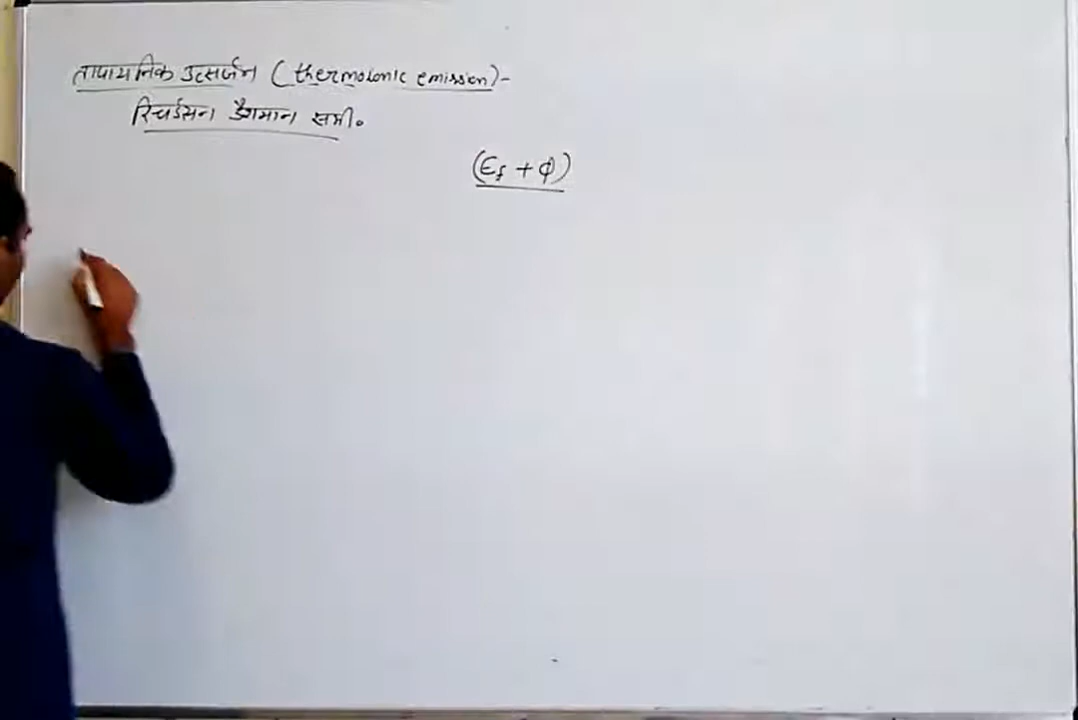 तापायनिक उत्सर्जन (thermoionic emission)-
रिचर्डसन डैशमान समी०
(Ef + φ)